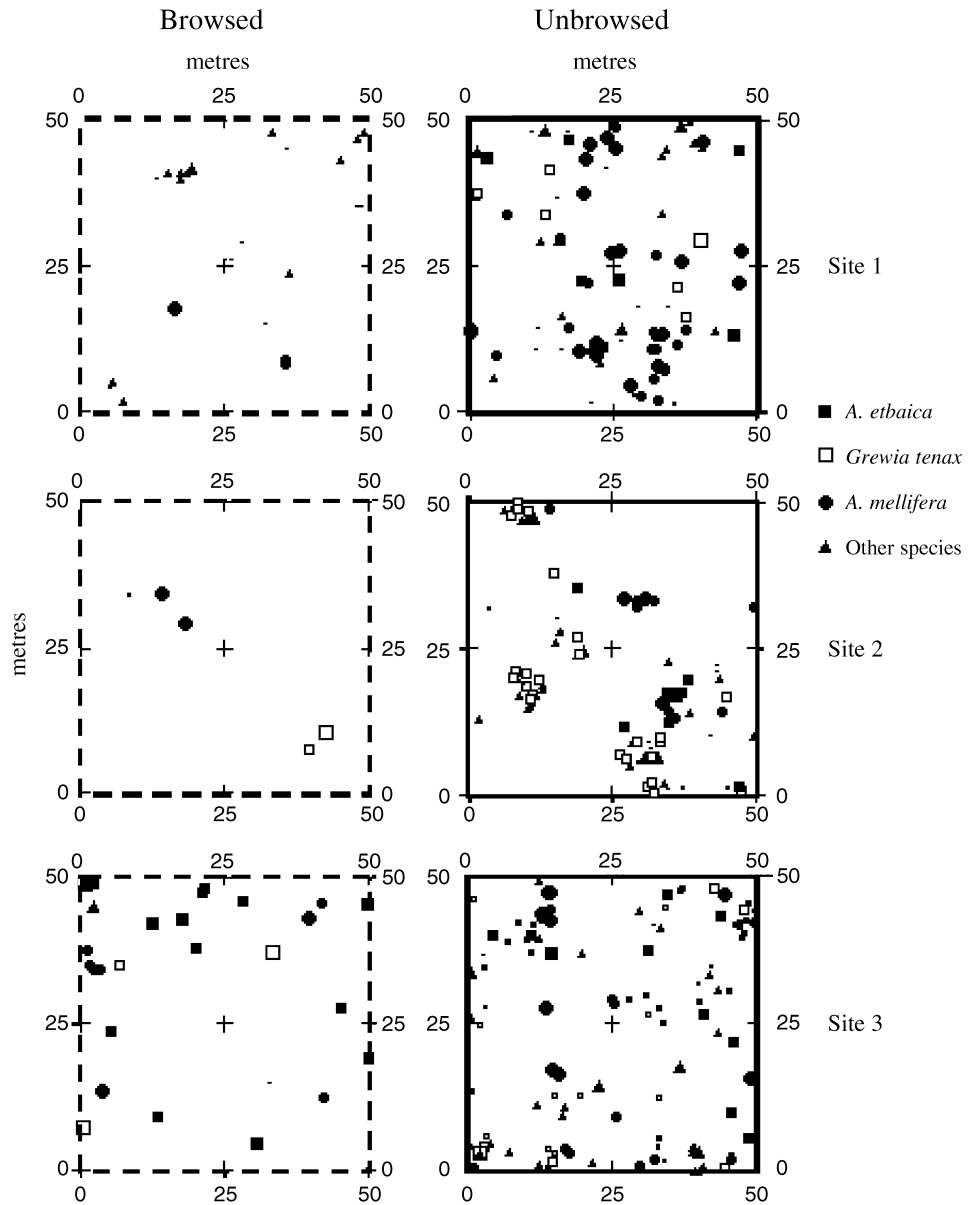 Browsed Unbrowsed
metres metres
0 25 50 0 25 50
50 50 50 50
25 25 25 25 Site 1
A. etbaica
0 0 0 0
0 25 50 0 25 50
Grewia tenax
0 25 50 0 25 50
50 50 50 50
A. mellifera
Other species
metres
25 25 25 25 Site 2
0 0 0 0
0 25 50 0 25 50
0 25 50 0 25 50
50 50 50 50
25 25 25 25 Site 3
0 0 0 0
0 25 50 0 25 50